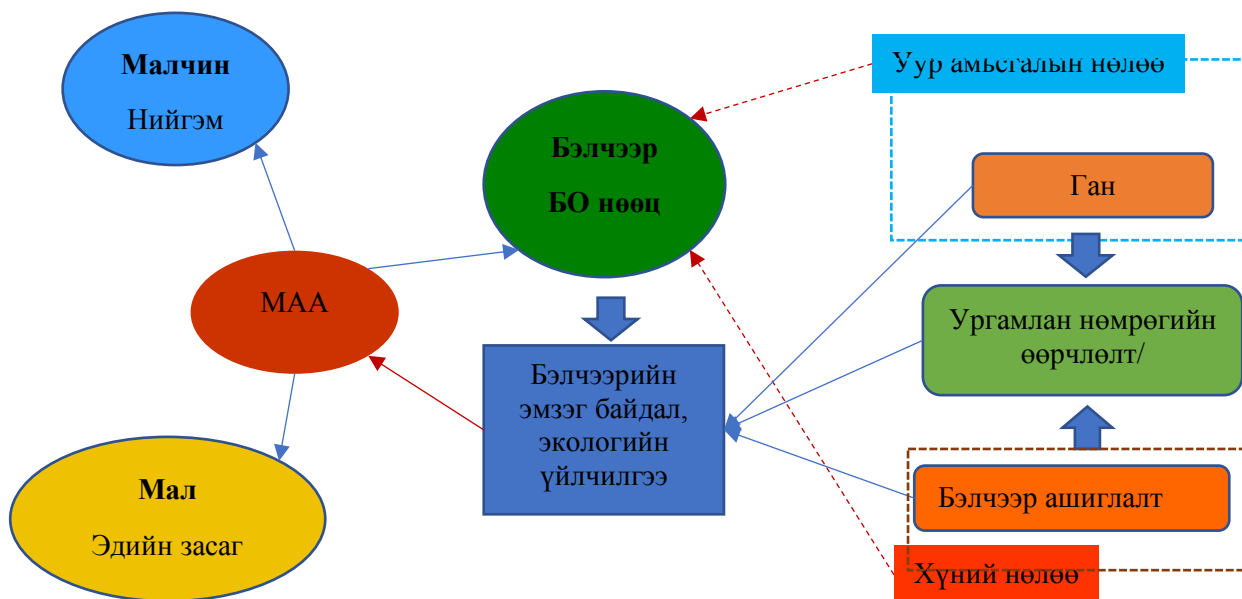 Малчин
Нийгэм
Уур амьсгалын нөлөө
Бэлчээр
БО нөөц
Ган
МАА
Ургамлан нөмрөгийн
өөрчлөлт/
Бэлчээрийн
эмзэг байдал,
экологийн
үйлчилгээ
Мал
Эдийн засаг
Бэлчээр ашиглалт
Хүний нөлөө